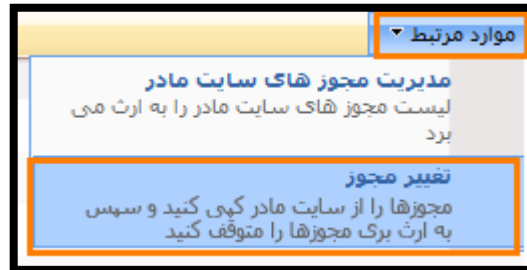 موارد مرتبط
مدیریت مجوز های سایت مادر
لیست مجوز های سایت مادر را به ارث می
برد
تغییر مجوز
مجوزها را از سایت مادر کپی کنید و سپس
به ارث بری مجوزها را متوقف کنید